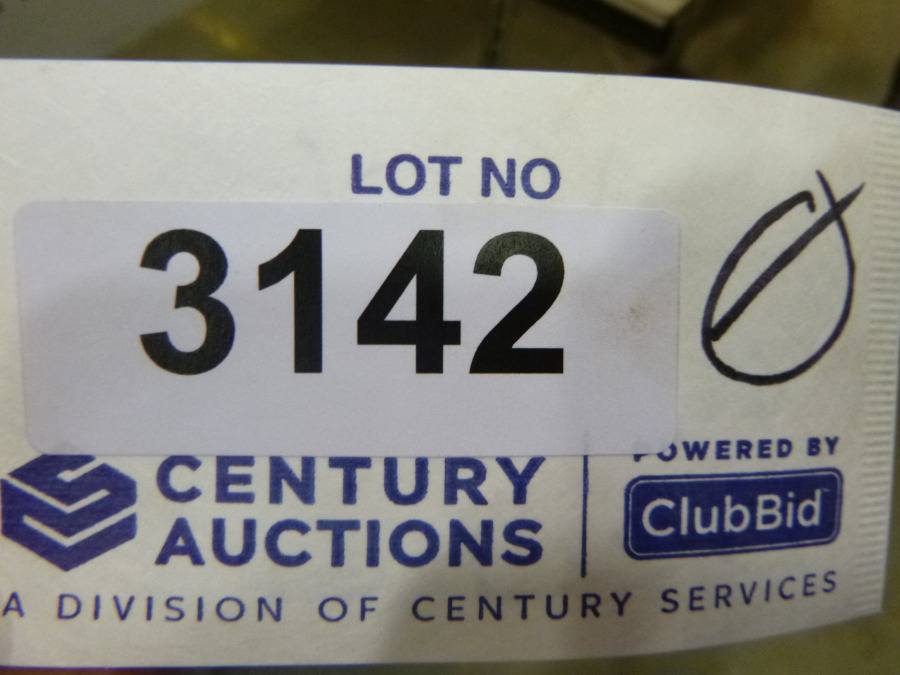 LOT NO
3142
CENTURY
AUCTIONS
POWERED BY
ClubBid
A DIVISION OF CENTURY SERVICES